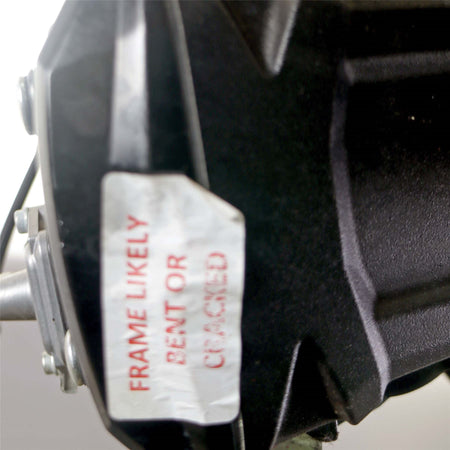 FRAME LIKELY
BENT OR
CRACKED